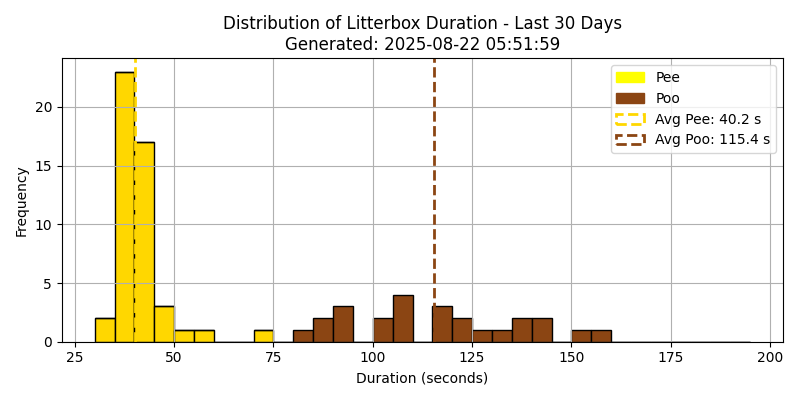 Distribution of Litterbox Duration - Last 30 Days
Generated: 2025-08-22 05:51:59
Pee
Poo
Avg Pee: 40.2 s
Avg Poo: 115.4 s
Frequency
20
15
10
5
0
25
50
75
100
125
150
175
200
Duration (seconds)